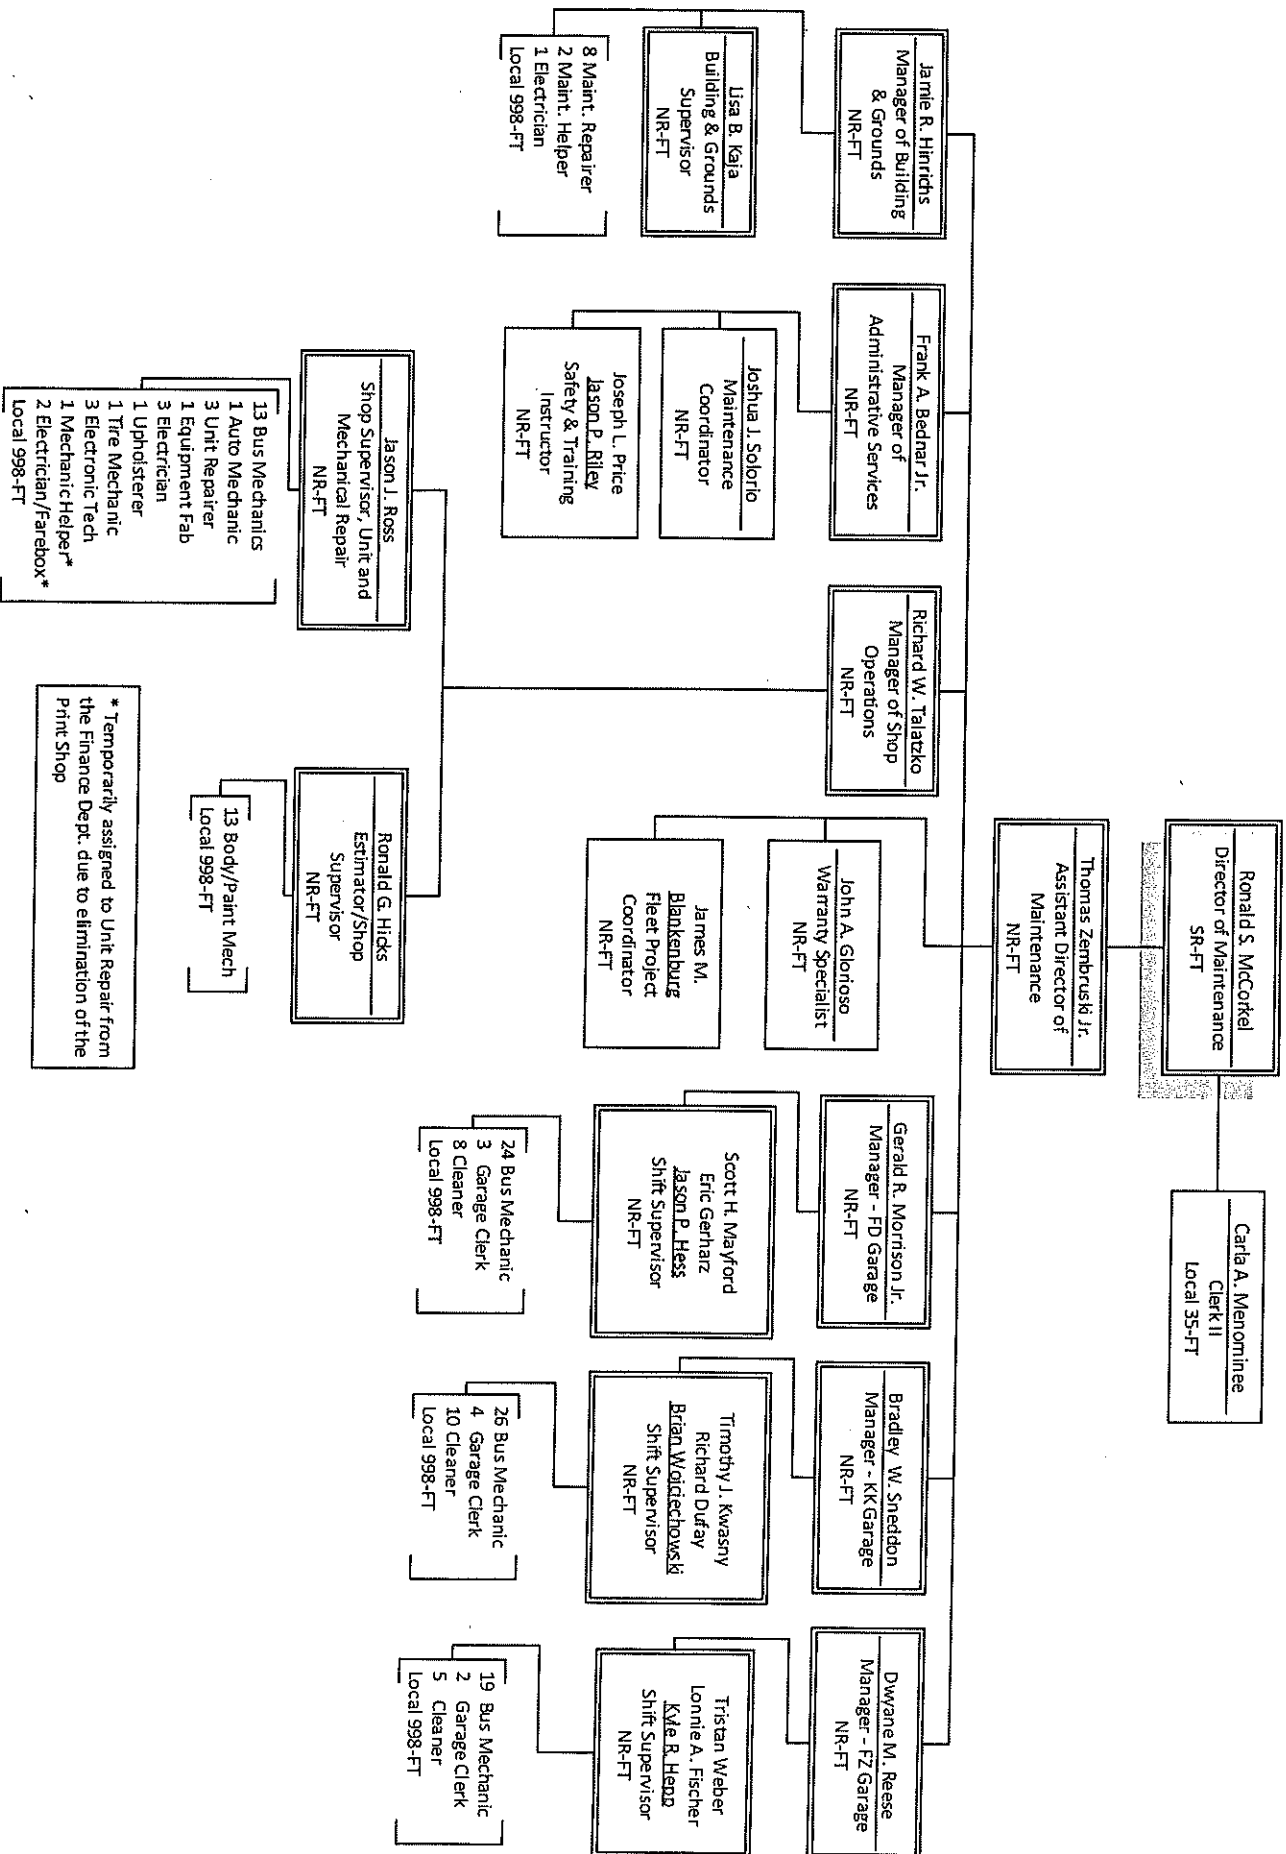 Ronald S. McCorkel
Director of Maintenance
SR-FT
Carla A. Menominee
Clerk II
Local 35-FT
Thomas Zembruski Jr.
Assistant Director of
Maintenance
NR-FT
Jamie R. Hinrichs
Manager of Building
& Grounds
NR-FT
Lisa B. Kaja
Building & Grounds
Supervisor
NR-FT
8 Maint. Repairer
2 Maint. Helper
1 Electrician
Local 998-FT
Frank A. Bednar Jr.
Manager of
Administrative Services
NR-FT
Joshua J. Solorio
Maintenance
Coordinator
NR-FT
Joseph L. Price
Jason P. Riley
Safety & Training
Instructor
NR-FT
Richard W. Talatzko
Manager of Shop
Operations
NR-FT
Jason J. Ross
Shop Supervisor, Unit and
Mechanical Repair
NR-FT
13 Bus Mechanics
1 Auto Mechanic
3 Unit Repairer
1 Equipment Fab
3 Electrician
1 Upholsterer
1 Tire Mechanic
3 Electronic Tech
1 Mechanic Helper*
2 Electrician/Farebox*
Local 998-FT
Ronald G. Hicks
Estimator/Shop
Supervisor
NR-FT
13 Body/Paint Mech
Local 998-FT
* Temporarily assigned to Unit Repair from
the Finance Dept. due to elimination of the
Print Shop
John A. Glorioso
Warranty Specialist
NR-FT
James M.
Blankenburg
Fleet Project
Coordinator
NR-FT
Gerald R. Morrison Jr.
Manager - FD Garage
NR-FT
Scott H. Mayford
Eric Gerharz
Jason P. Hess
Shift Supervisor
NR-FT
24 Bus Mechanic
3 Garage Clerk
8 Cleaner
Local 998-FT
Bradley W. Sneddon
Manager - KK Garage
NR-FT
Timothy J. Kwasny
Richard Dufay
Brian Wojciechowski
Shift Supervisor
NR-FT
26 Bus Mechanic
4 Garage Clerk
10 Cleaner
Local 998-FT
Dwyane M. Reese
Manager – FZ Garage
NR-FT
Tristan Weber
Lonnie A. Fischer
Kyle R. Hepp
Shift Supervisor
NR-FT
19 Bus Mechanic
2 Garage Clerk
5 Cleaner
Local 998-FT